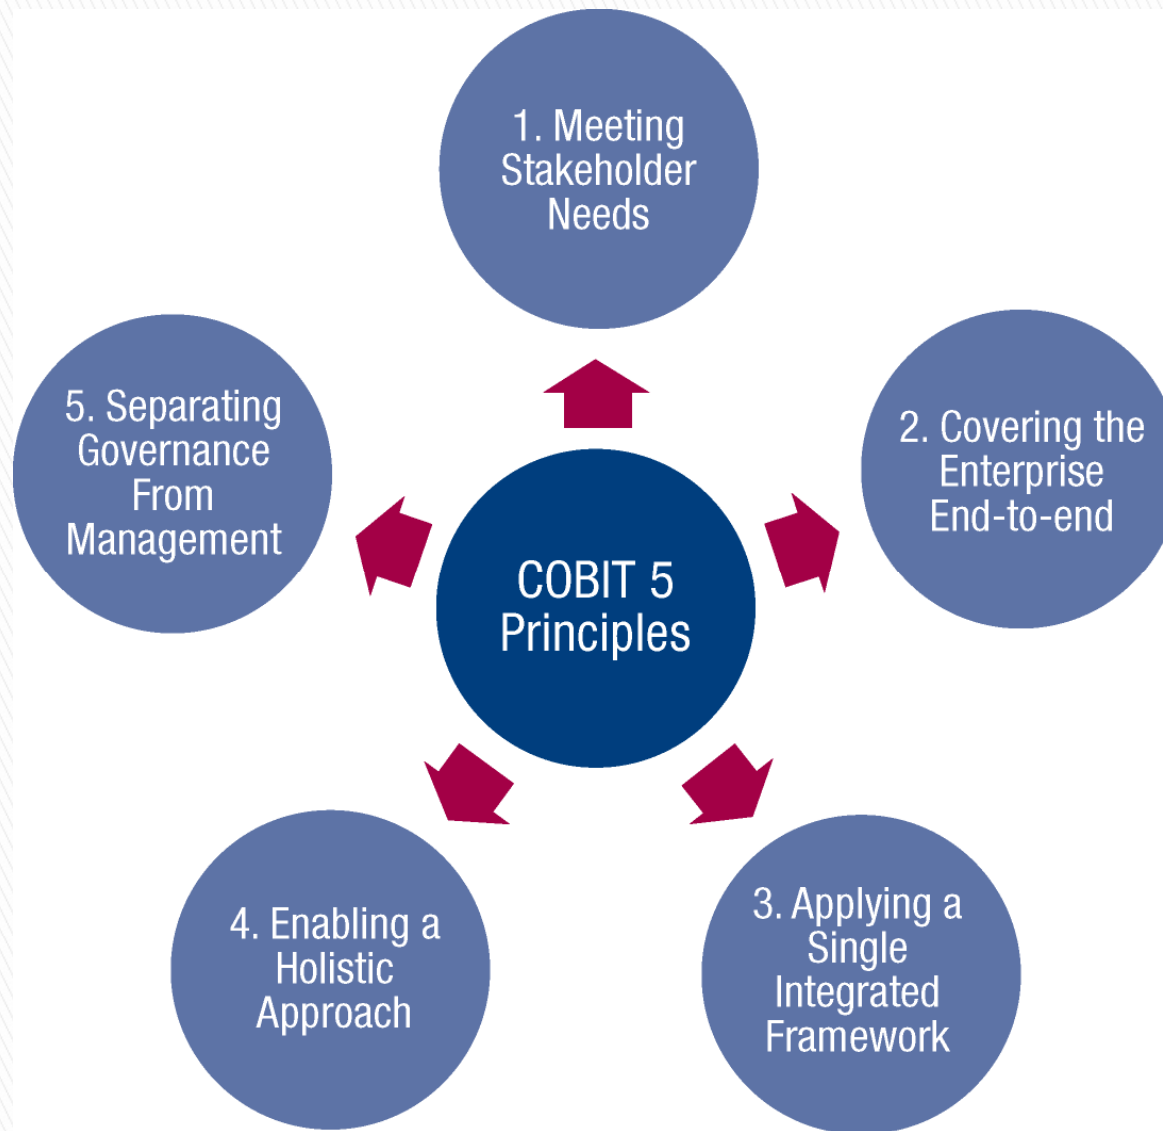 1. Meeting
Stakeholder
Needs
2. Covering the
Enterprise
End-to-end
3. Applying a
Single
Integrated
Framework
4. Enabling a
Holistic
Approach
5. Separating
Governance
From
Management
COBIT 5
Principles